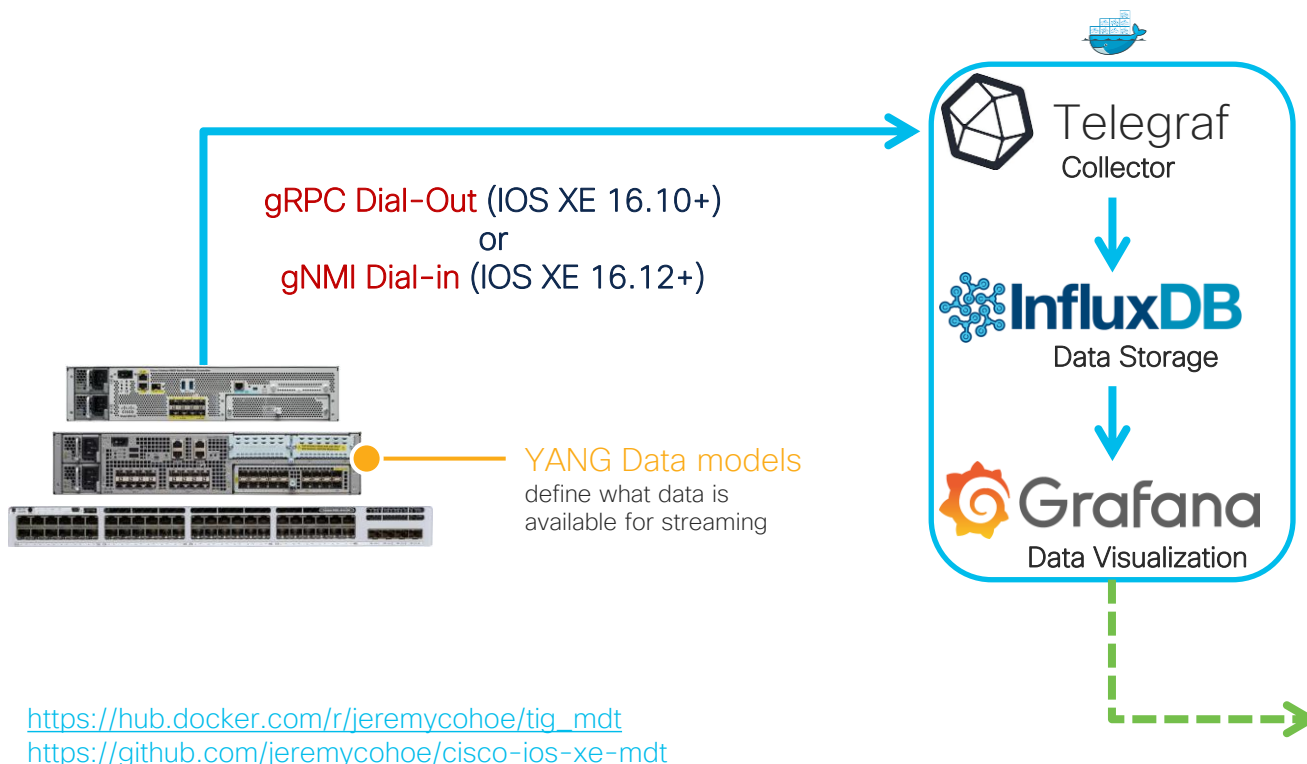 Telegraf
Collector
gRPC Dial-Out (IOS XE 16.10+)
or
gNMI Dial-in (IOS XE 16.12+)
InfluxDB
Data Storage
YANG Data models
define what data is
available for streaming
Grafana
Data Visualization
https://hub.docker.com/r/jeremycohoe/tig_mdt
https://github.com/jeremycohoe/cisco-ios-xe-mdt